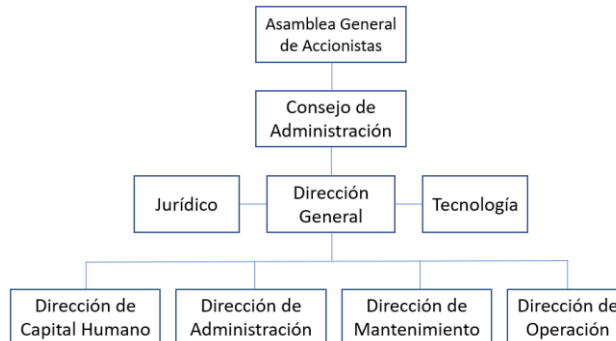 Asamblea General
de Accionistas
Consejo de
Administración
Jurídico
Dirección
General
Tecnología
Dirección de
Capital Humano
Dirección de
Administración
Dirección de
Mantenimiento
Dirección de
Operación